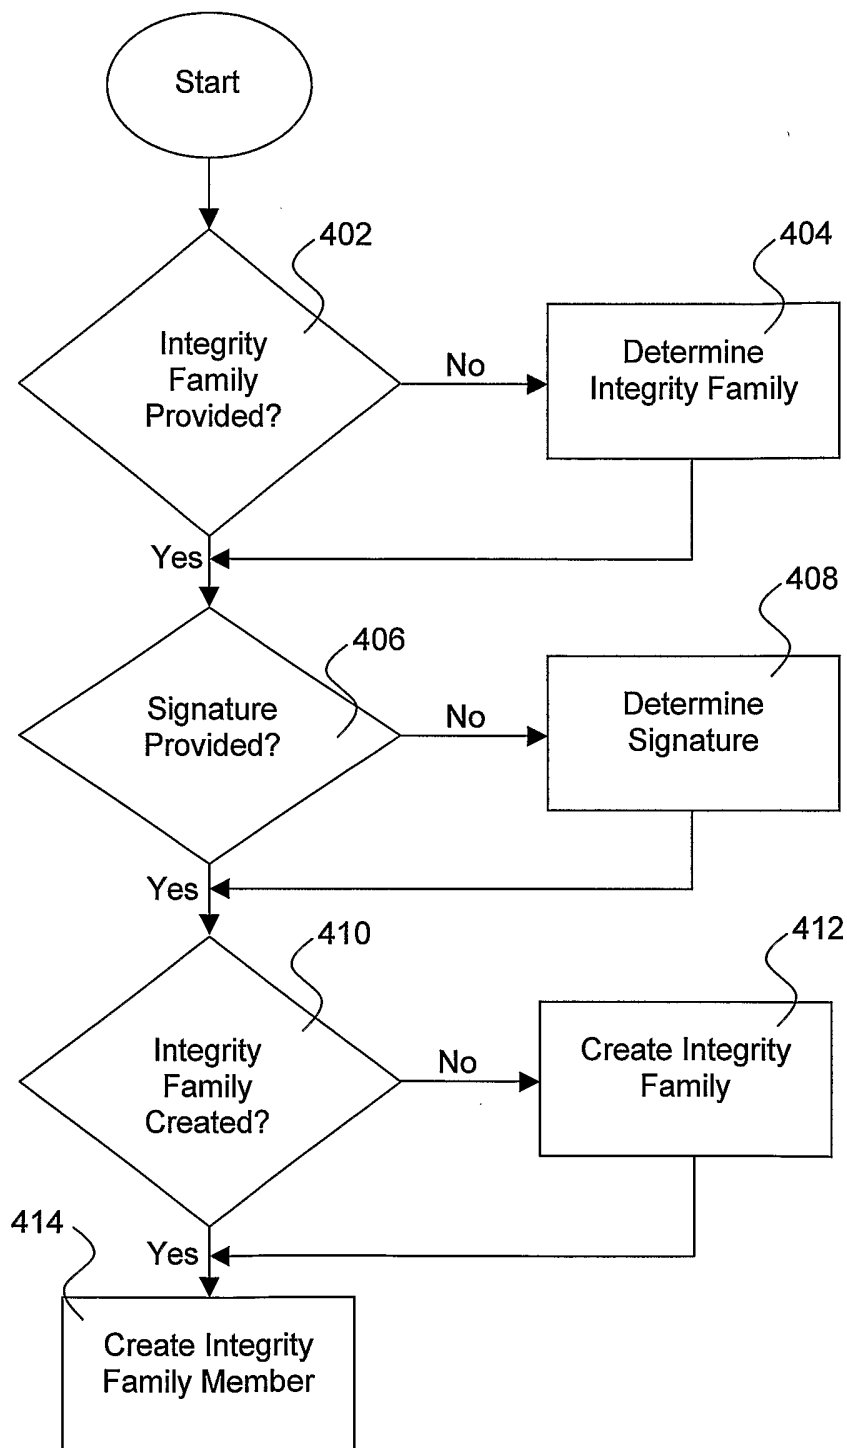 Start
402
404
Integrity
Family
Provided?
No
Determine
Integrity Family
Yes
408
406
Signature
Provided?
No
Determine
Signature
Yes
410
412
Integrity
Family
Created?
No
Create Integrity
Family
414
Yes
Create Integrity
Family Member